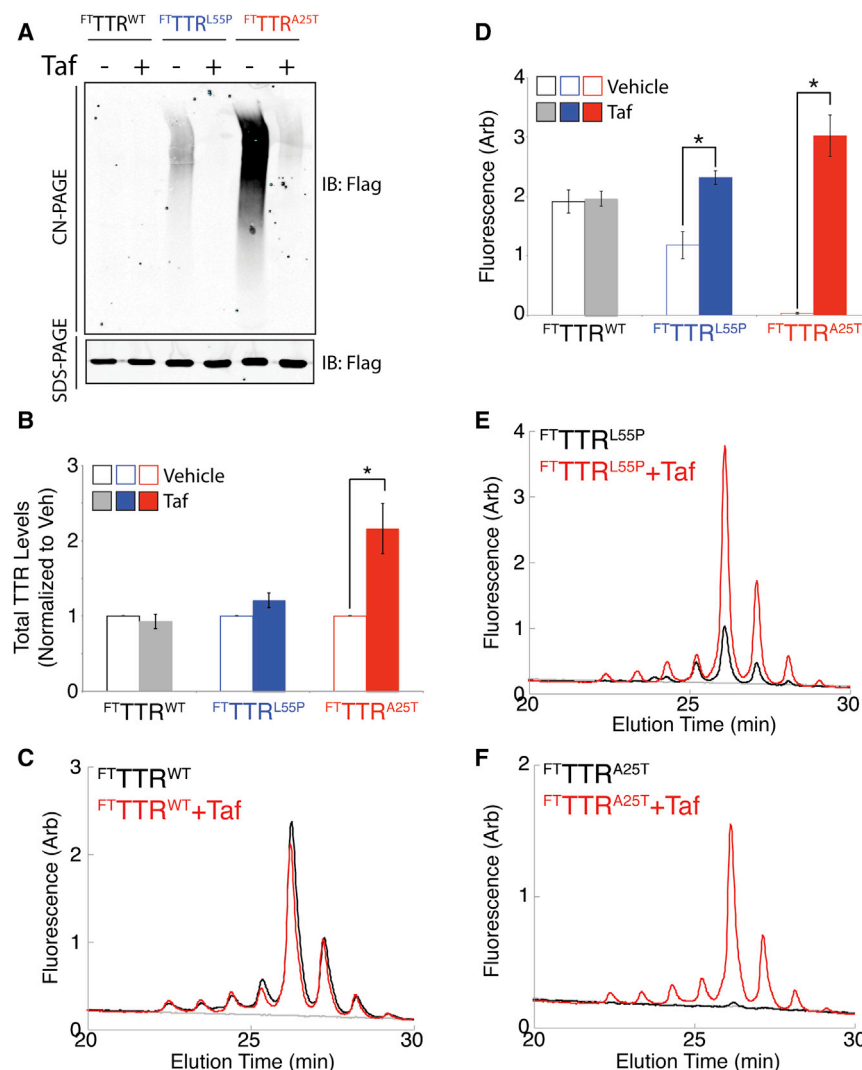 A
FTTTRWT FTTTRL55P FTTTRA25T
Taf - + - + - +
CN-PAGE
IB: Flag
SDS-PAGE
IB: Flag
B
Total TTR Levels
(Normalized to Veh)
3
2
1
0
Vehicle
Taf
*
FTTTRWT FTTTRL55P FTTTRA25T
C
Fluorescence (Arb)
3
2
1
0
FTTTRWT
FTTTRWT+Taf
20 25 30
Elution Time (min)
D
Fluorescence (Arb)
4
3
2
1
0
Vehicle
Taf
*
*
FTTTRWT FTTTRL55P FTTTRA25T
E
Fluorescence (Arb)
4
3
2
1
0
FTTTRL55P
FTTTRL55P+Taf
20 25 30
Elution Time (min)
F
Fluorescence (Arb)
2
1
0
FTTTRA25T
FTTTRA25T+Taf
20 25 30
Elution Time (min)